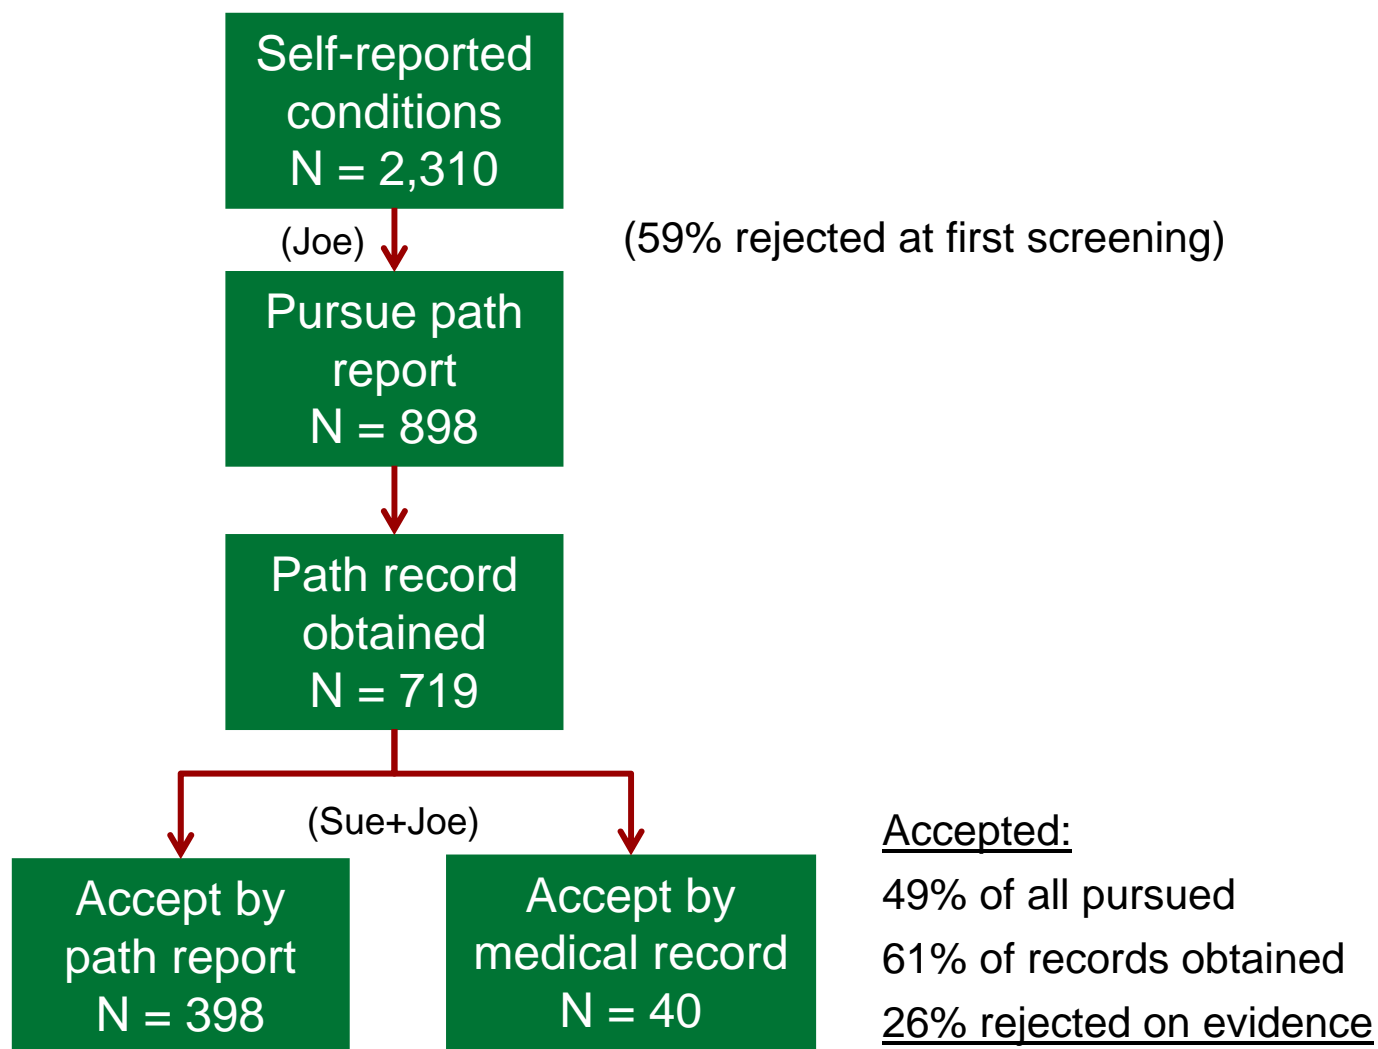 Self-reported
conditions
N = 2,310
(Joe)
(59% rejected at first screening)
Pursue path
report
N = 898
Path record
obtained
N = 719
(Sue+Joe)
Accept by
path report
N = 398
Accept by
medical record
N = 40
Accepted:
49% of all pursued
61% of records obtained
26% rejected on evidence